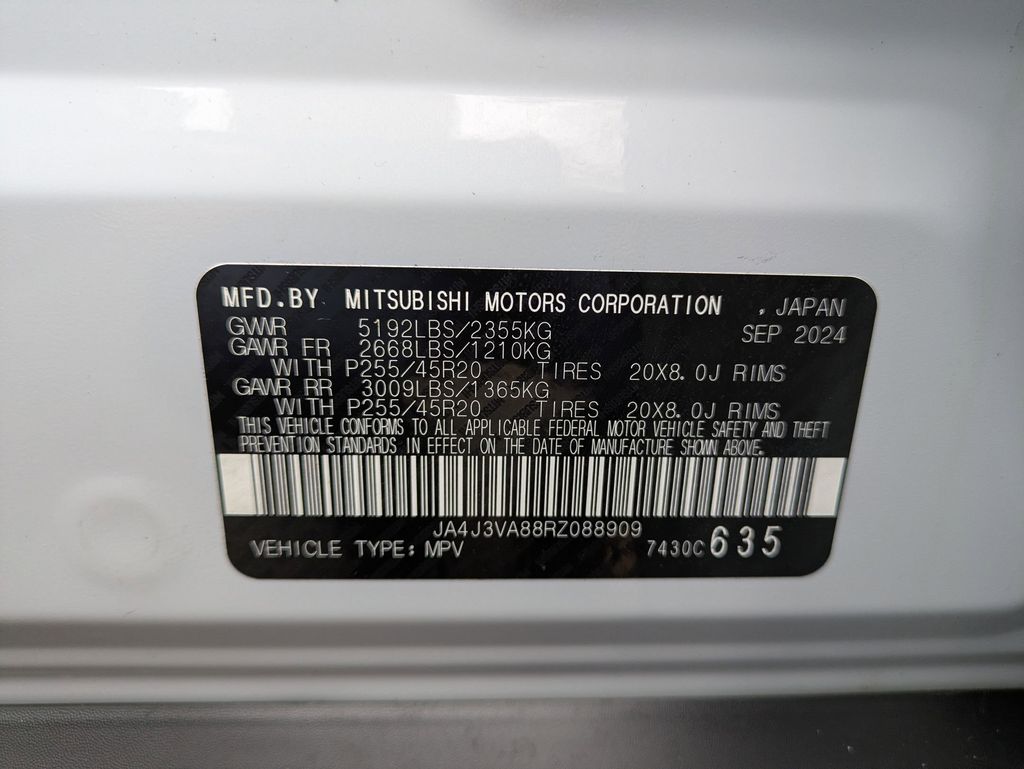 MFD.BY MITSUBISHI MOTORS CORPORATION , JAPAN
GVWR 5192LBS/2355KG SEP 2024
GAWR FR 2668LBS/1210KG
WITH P255/45R20 TIRES 20X8.0J RIMS
GAWR RR 3009LBS/1365KG
WITH P255/45R20 TIRES 20X8.0J RIMS
THIS VEHICLE CONFORMS TO ALL APPLICABLE FEDERAL MOTOR VEHICLE SAFETY AND THEFT
PREVENTION STANDARDS IN EFFECT ON THE DATE OF MANUFACTURE SHOWN ABOVE.
JA4J3VA88RZ088909
VEHICLE TYPE: MPV 7430C 635